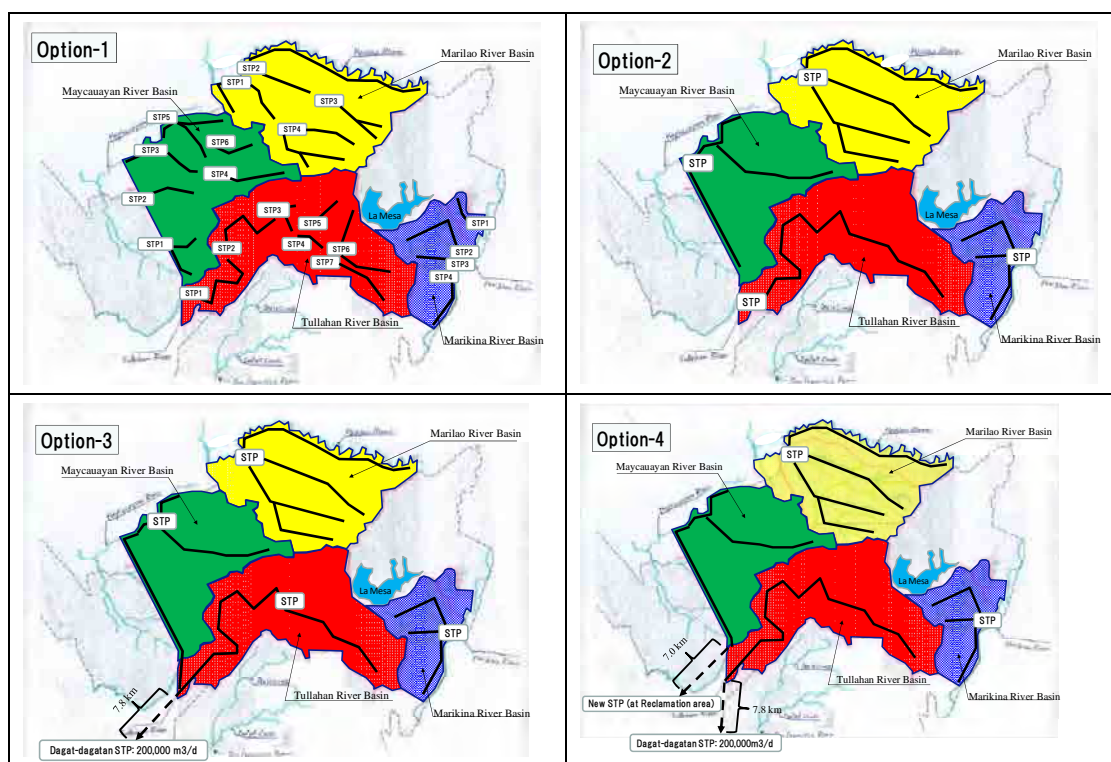 Option-1
Marilao River Basin
STP2
STP1
Maycauayan River Basin
STP3
STP5
STP4
STP6
STP3
STP4
STP2
La Mesa
STP3
STP5
STP1
STP1
STP2
STP4
STP6
STP2
STP7
STP3
STP4
STP1
Tullahan River Basin
Marikina River Basin
Option-2
Marilao River Basin
STP
Maycauayan River Basin
STP
La Mesa
STP
STP
Tullahan River Basin
Marikina River Basin
Option-3
Marilao River Basin
STP
Maycauayan River Basin
STP
La Mesa
STP
STP
7.8 km
Tullahan River Basin
Marikina River Basin
Dagat-dagatan STP: 200,000 m3/d
Option-4
Marilao River Basin
STP
Maycauayan River Basin
La Mesa
STP
7.0 km
Tullahan River Basin
New STP (at Reclamation area)
7.8 km
Marikina River Basin
Dagat-dagatan STP: 200,000m3/d